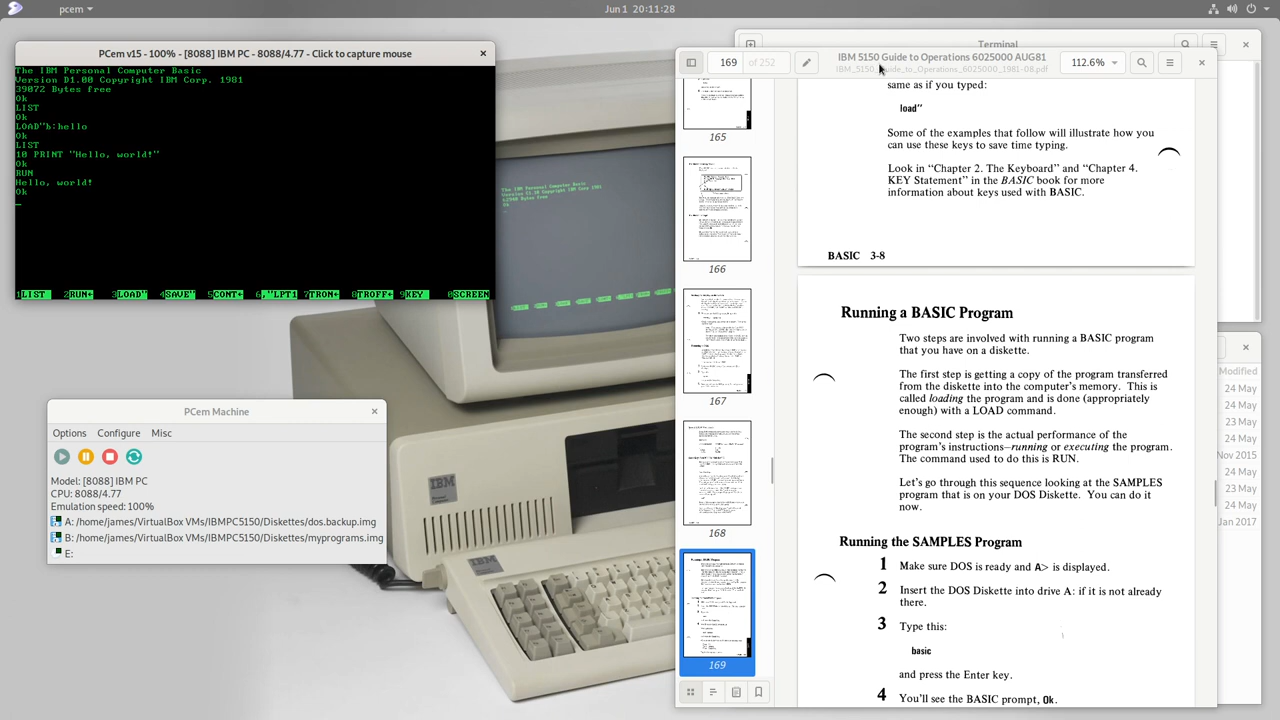 pcem
Jun 1 20:11:28
PCem v15 - 100% - [8088] IBM PC - 8088/4.77 - Click to capture mouse
The IBM Personal Computer Basic
Version D1.00 Copyright IBM Corp. 1981
39072 Bytes free
Ok
LIST
Ok
LOAD"b:hello
Ok
LIST
10 PRINT "Hello, world!"
Ok
RUN
Hello, world!
Ok
1LIST 2RUN← 3LOAD" 4SAVE" 5CONT← 6,"LPT1 7TRON← 8TROFF← 9KEY 0SCREEN
PCem Machine
Options Configure Misc
Model: [8088] IBM PC
CPU: 8088/4.77
Emulation speed: 100%
A: /home/james/VirtualBox VMs/IBMPC5150/Diskettes/dos.backup.img
B: /home/james/VirtualBox VMs/IBMPC5150/Diskettes/myprograms.img
E:
The IBM Personal Computer Basic
Ok
Terminal
169 of 252
IBM 5150 Guide to Operations 6025000 AUG81
112.6%
165
166
167
168
169
same as if you typed:
load"
Some of the examples that follow will illustrate how you
can use these keys to save time typing.
Look in “Chapter 2. The Keyboard” and “Chapter 4.
KEY Statement” in the BASIC book for more
information about keys used with BASIC.
BASIC 3-8
Running a BASIC Program
Two steps are involved with running a BASIC program
that you have on a diskette.
The first step is getting a copy of the program transferred
from the diskette into the computer's memory. This is
called loading the program and is done (appropriately
enough) with a LOAD command.
The second step is the actual performance of the
program's instructions—running or executing the program.
The command used to do this is RUN.
Let's go through this sequence looking at the SAMPLES
program that is on your DOS Diskette. You can do this
now.
Running the SAMPLES Program
1 Make sure DOS is ready and A> is displayed.
Insert the DOS Diskette into drive A: if it is not already
there.
3 Type this:
basic
and press the Enter key.
4 You'll see the BASIC prompt, Ok.
Modified
24 May
24 May
23 May
24 May
Nov 2015
24 May
23 May
24 May
Jan 2017